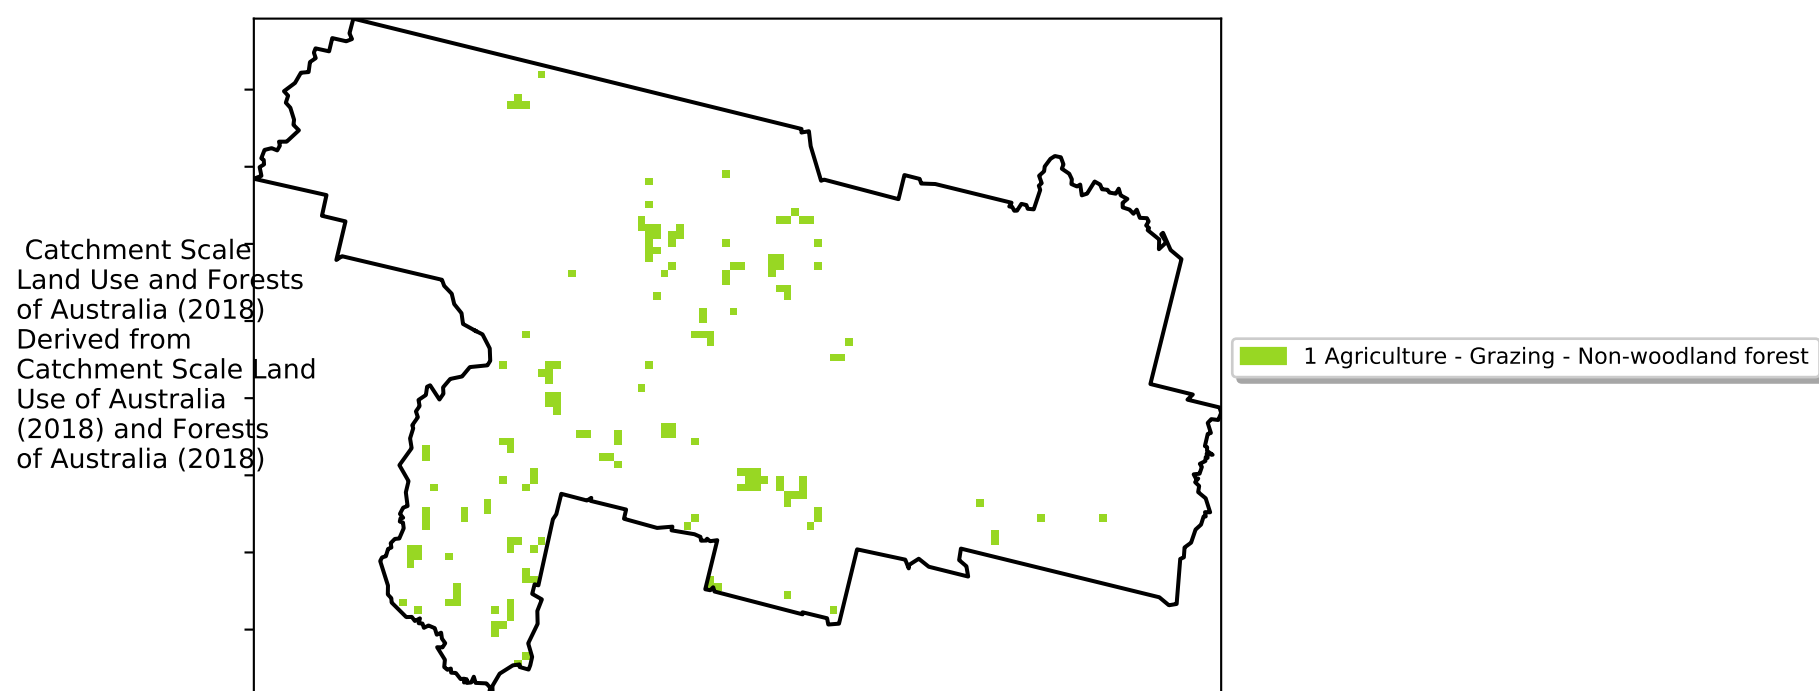 Catchment Scale
Land Use and Forests
of Australia (2018)
Derived from
Catchment Scale Land
Use of Australia
(2018) and Forests
of Australia (2018)
1 Agriculture - Grazing - Non-woodland forest